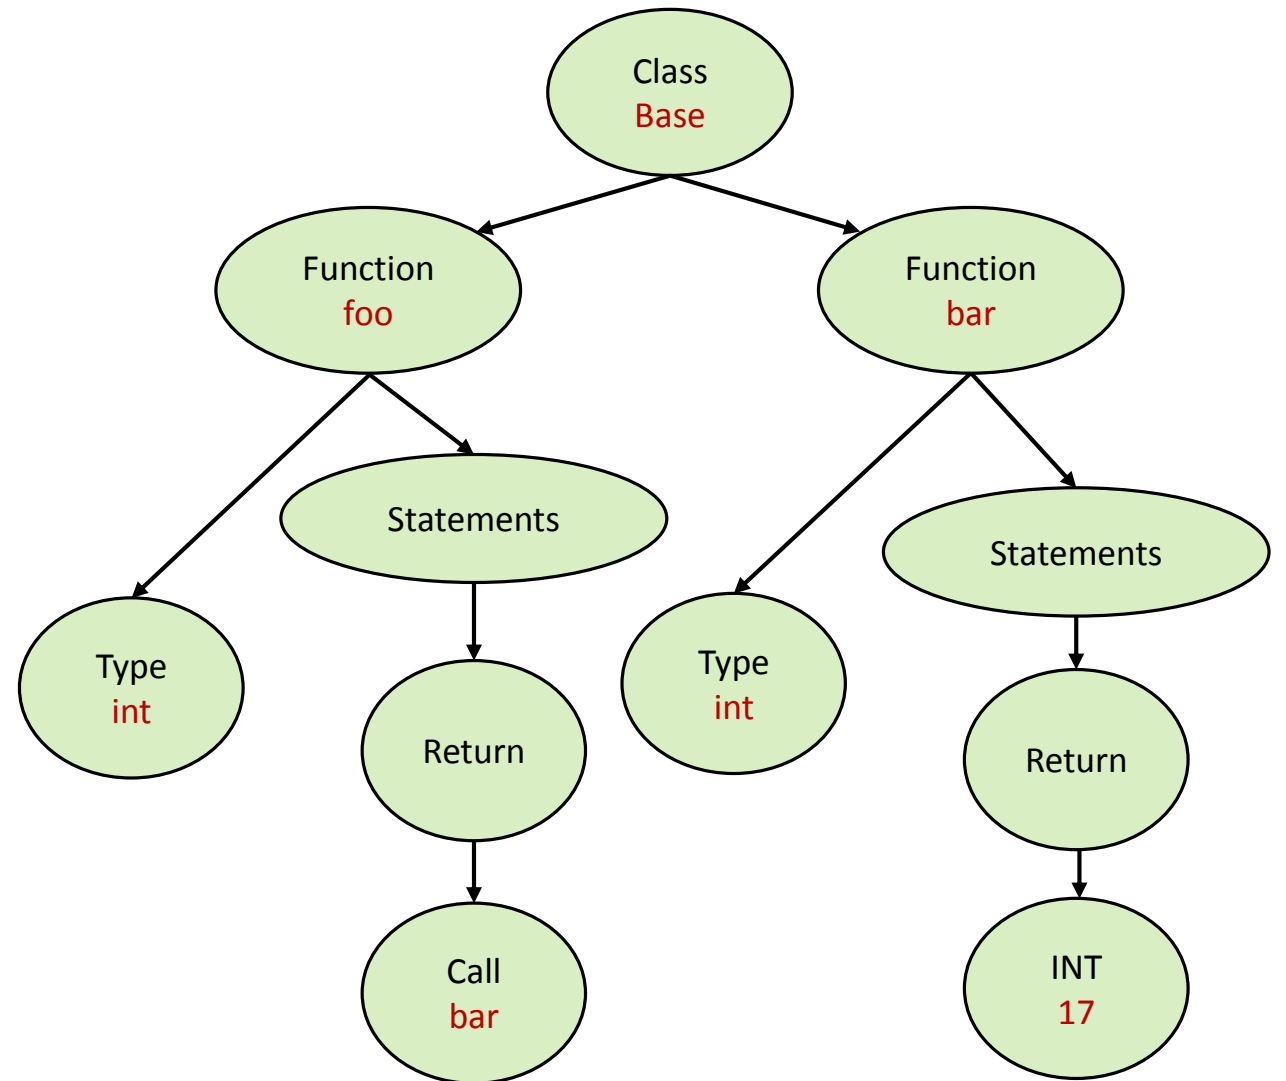 Class
Base
Function
foo
Function
bar
Statements
Statements
Type
int
Type
int
Return
Return
Call
bar
INT
17